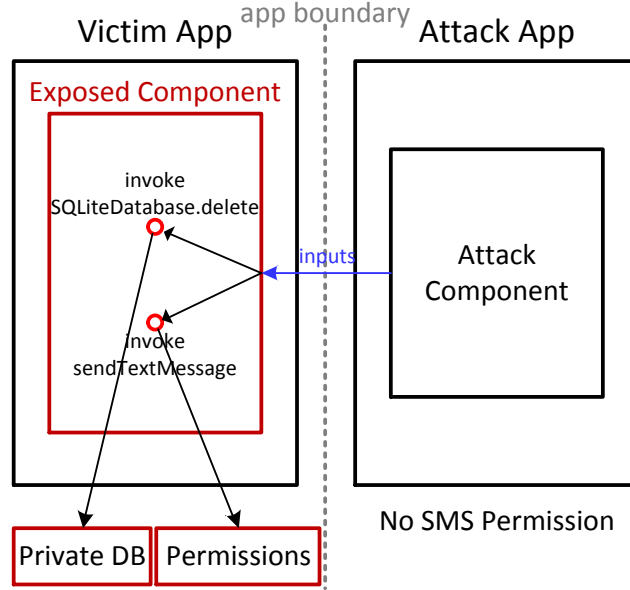 app boundary
Victim App
Attack App
Exposed Component
invoke
SQLiteDatabase.delete
inputs
Attack
Component
invoke
sendTextMessage
No SMS Permission
Private DB
Permissions